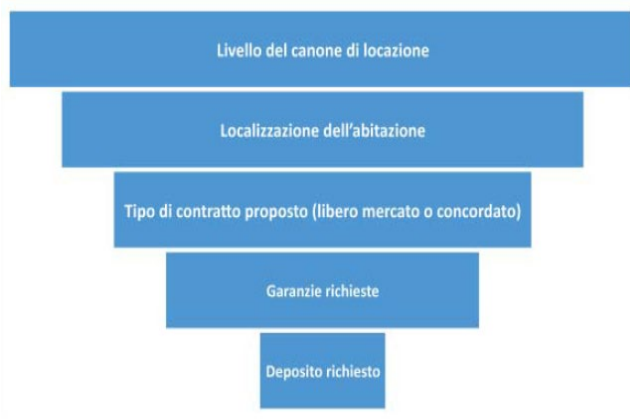 Livello del canone di locazione
Localizzazione dell’abitazione
Tipo di contratto proposto (libero mercato o concordato)
Garanzie richieste
Deposito richiesto